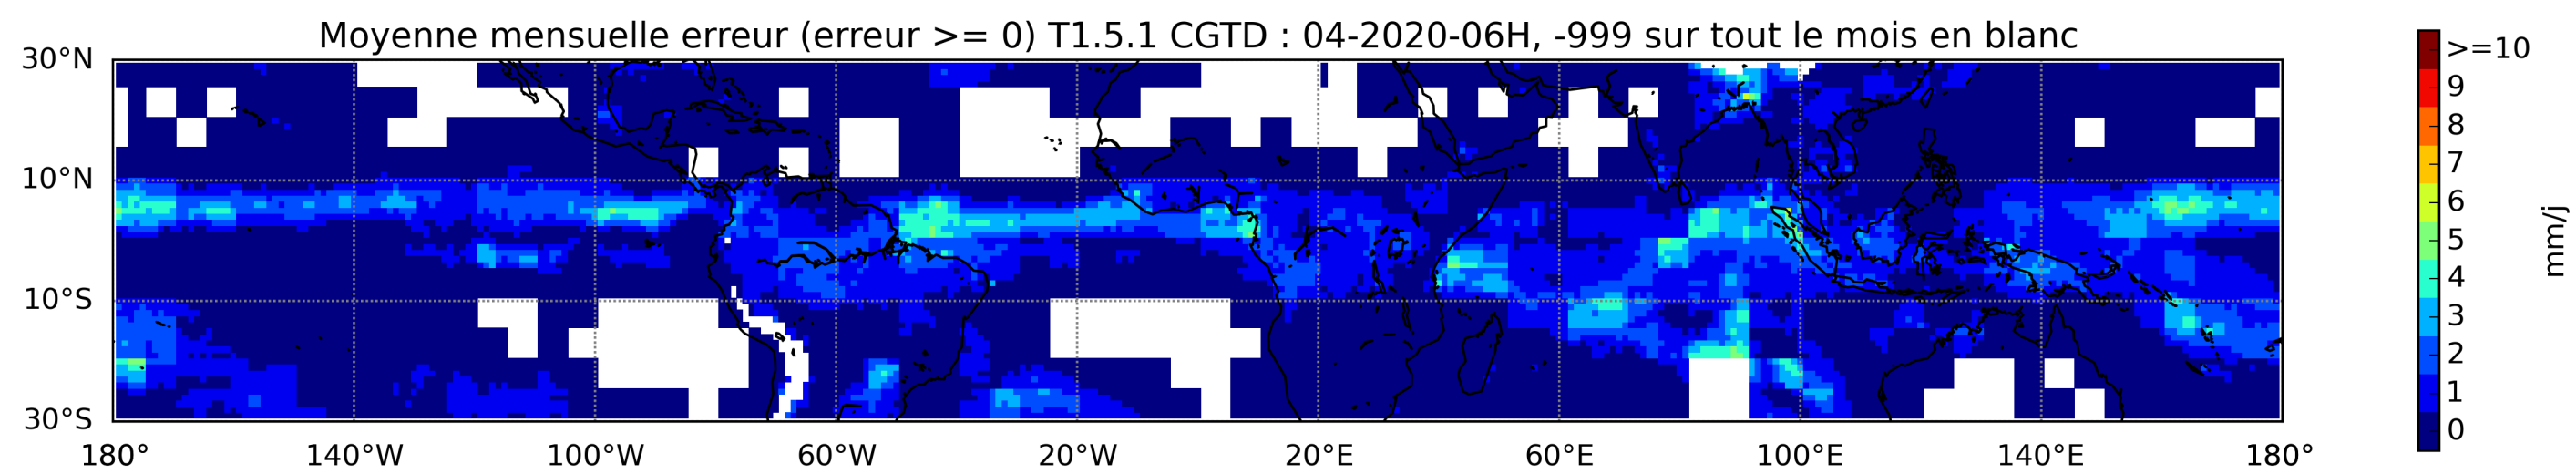 Moyenne mensuelle erreur (erreur >= 0) T1.5.1 CGTD : 04-2020-06H, -999 sur tout le mois en blanc
30°N
10°N
10°S
30°S
180° 140°W 100°W 60°W 20°W 20°E 60°E 100°E 140°E 180°
>=10
9
8
7
6
5
4
3
2
1
0
mm/j